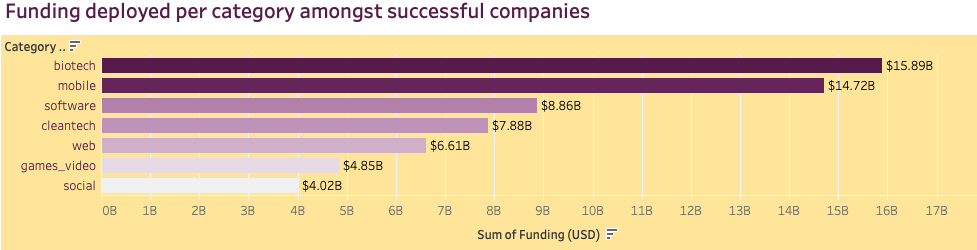 Funding deployed per category amongst successful companies
Category ..
biotech $15.89B
mobile $14.72B
software $8.86B
cleantech $7.88B
web $6.61B
games_video $4.85B
social $4.02B
0B 1B 2B 3B 4B 5B 6B 7B 8B 9B 10B 11B 12B 13B 14B 15B 16B 17B
Sum of Funding (USD)